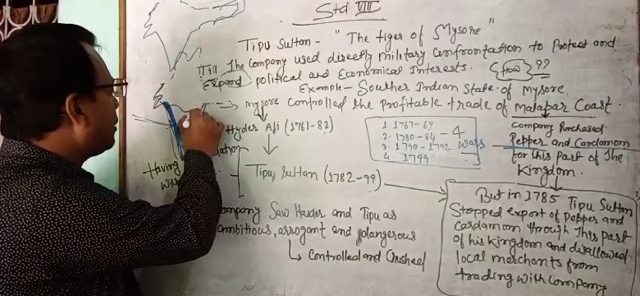 Std VIII
Tipu Sultan - "The tiger of Mysore"
Till The Company used directly military confrontation to Protect and
Expand political and Economical Interests. (How) ??
Example - Southern Indian State of Mysore
→ Mysore controlled the Profitable trade of Malabar Coast.
Hyder Ali (1761-82)
1. 1767-69
2. 1780-84
3. 1790-1792
4. 1799
4 Ways
Company Purchased
Pepper and Cardamom
for this Part of the
Kingdom
Having
Tipu Sultan (1782-99)
Company Saw Haider and Tipu as
ambitious, arrogant and dangerous
Controlled and Crushed
But in 1785 Tipu Sultan
Stopped export of Pepper and
Cardamom through This Part
of his kingdom and disallowed
local merchants from
trading with Company